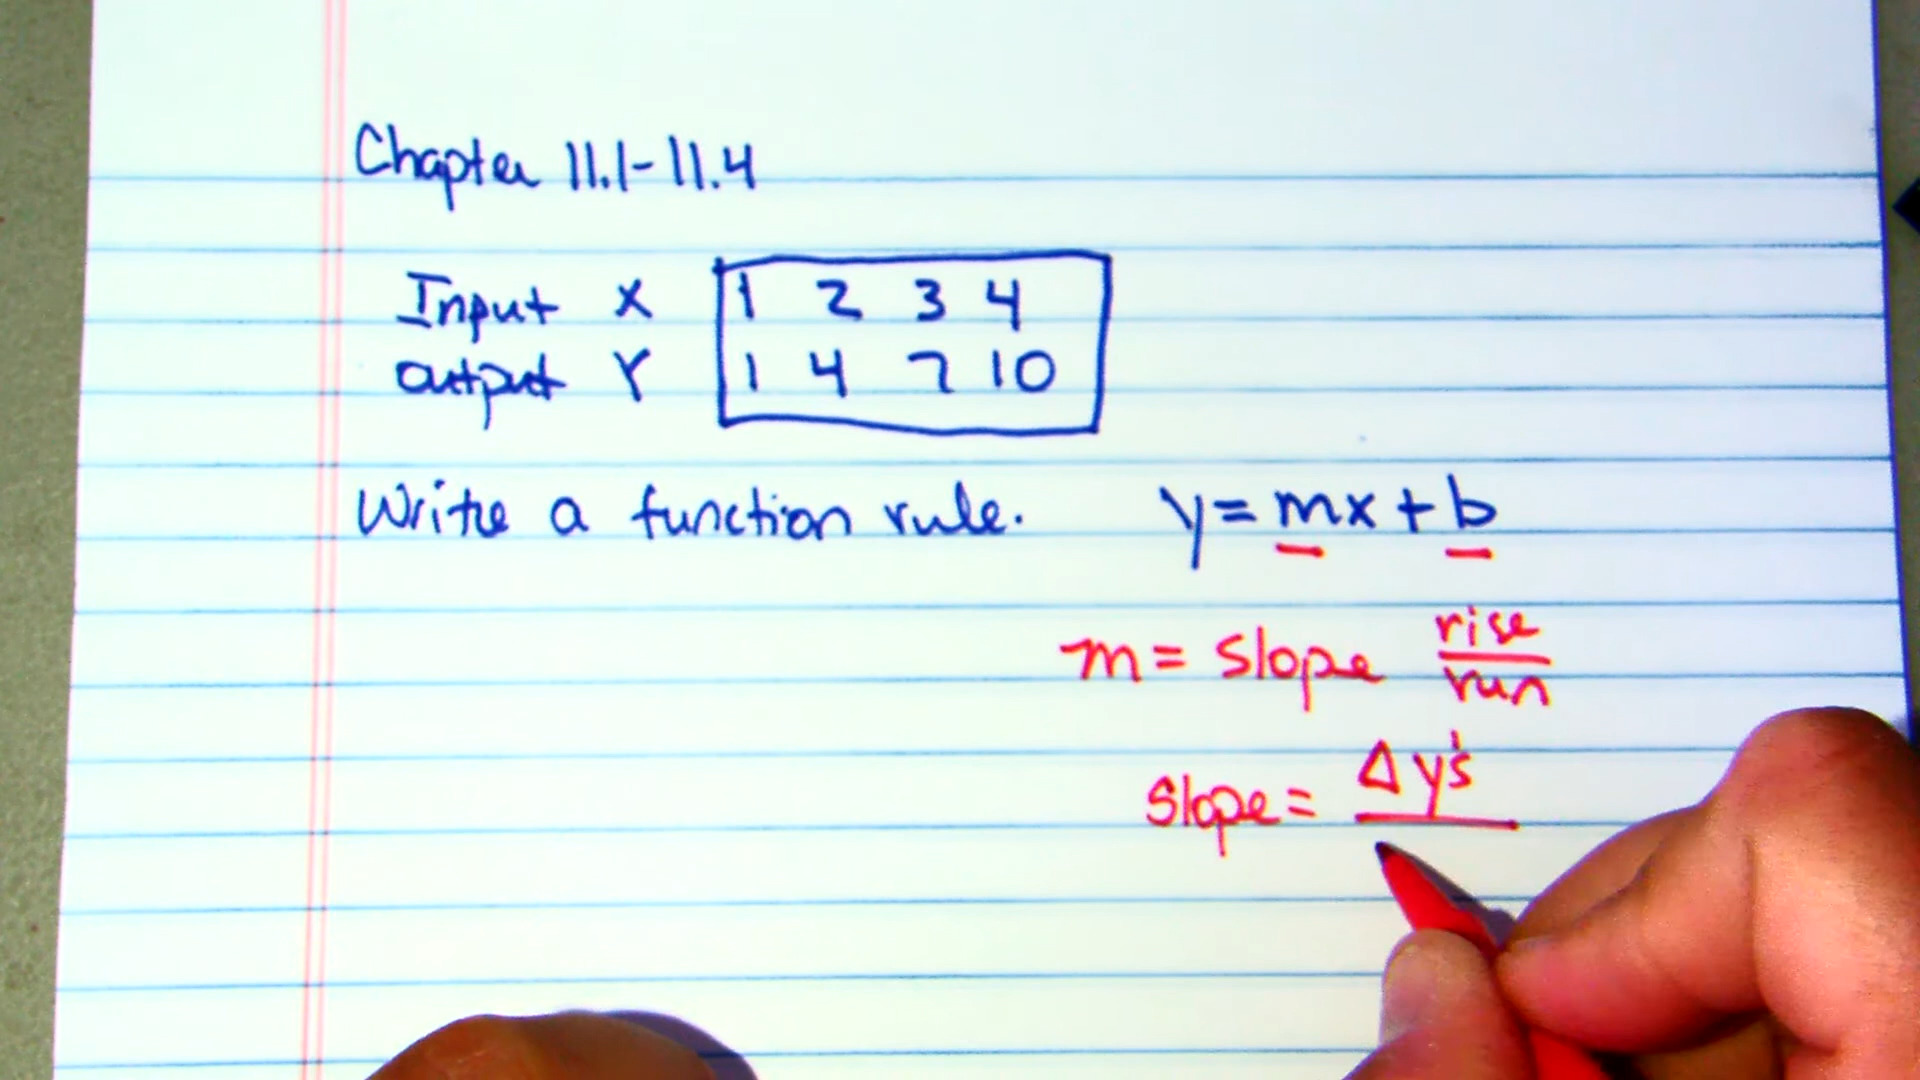 Chapter 11.1-11.4
Input X 1 2 3 4
output Y 1 4 7 10
Write a function rule. y = mx + b
m = slope rise/run
Slope = Δ y's